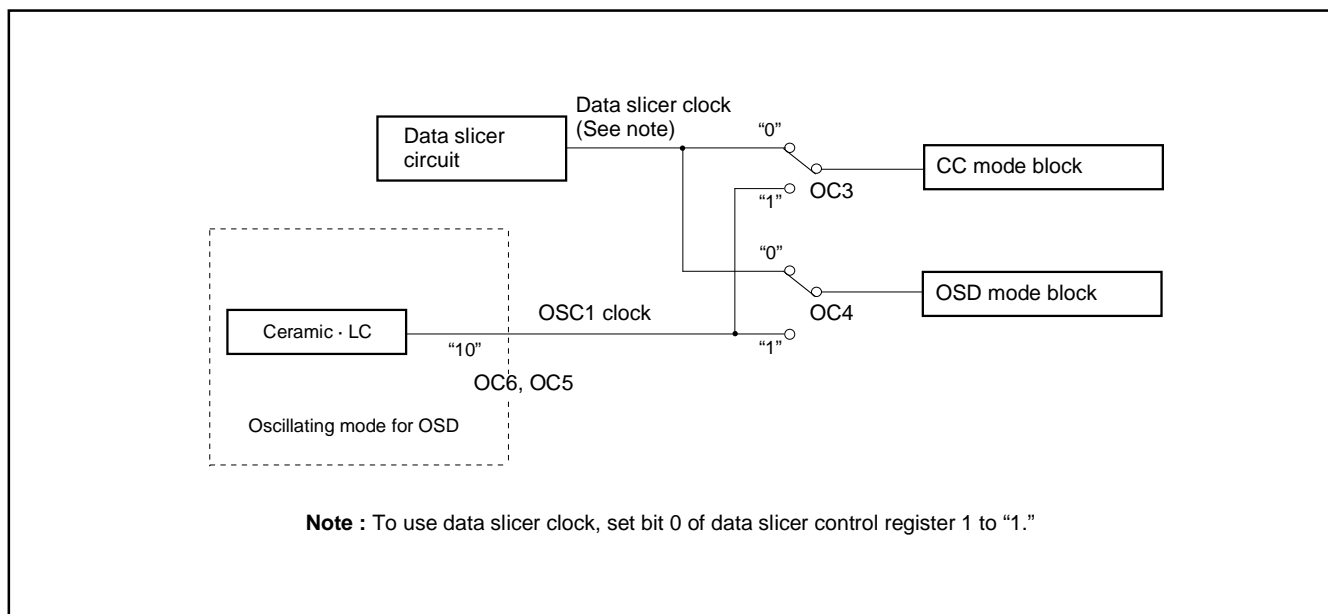 Data slicer clock
(See note)
Data slicer
circuit
“0”
CC mode block
“1”
OC3
“0”
OSD mode block
OC4
OSC1 clock
Ceramic · LC
“10”
“1”
OC6, OC5
Oscillating mode for OSD
Note : To use data slicer clock, set bit 0 of data slicer control register 1 to “1.”